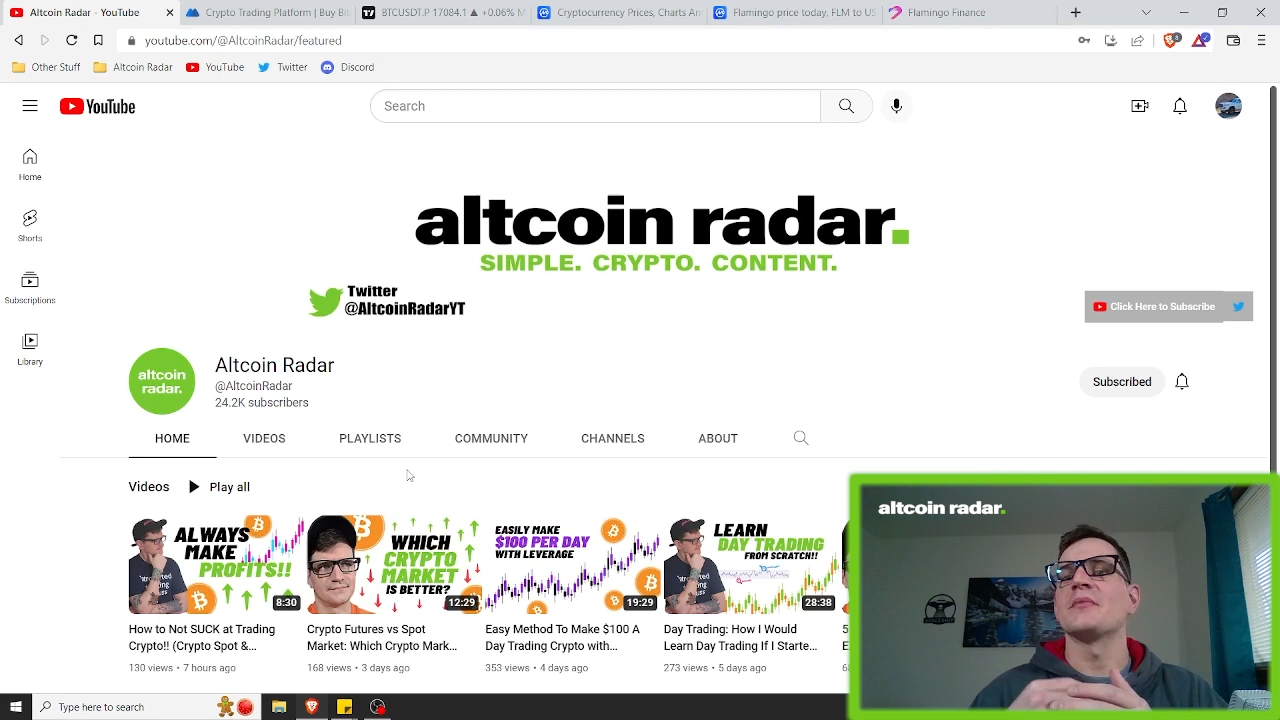 Altcoin Radar - YouTube
Crypto Trading Platform | Buy Bit
BTCUSDT.P 17084.1 ▲ +0.06% M
Cryptocurrency Prices, Charts An
Flamingo price today, FLM to US
Flamingo Finance
youtube.com/@AltcoinRadar/featured
Other Stuff
Altcoin Radar
YouTube
Twitter
Discord
YouTube
Search
Home
Shorts
Subscriptions
Library
altcoin radar.
SIMPLE. CRYPTO. CONTENT.
Twitter
@AltcoinRadarYT
Click Here to Subscribe
altcoin
radar.
Altcoin Radar
@AltcoinRadar
24.2K subscribers
Subscribed
HOME
VIDEOS
PLAYLISTS
COMMUNITY
CHANNELS
ABOUT
Videos
Play all
ALWAYS
MAKE
PROFITS!!
8:30
WHICH
CRYPTO
MARKET
IS BETTER?
12:29
EASILY MAKE
$100 PER DAY
WITH LEVERAGE
19:29
LEARN
DAY TRADING
FROM SCRATCH!!
28:38
How to Not SUCK at Trading
Crypto!! (Crypto Spot &...
130 views • 7 hours ago
Crypto Futures vs Spot
Market: Which Crypto Mark...
168 views • 3 days ago
Easy Method To Make $100 A
Day Trading Crypto with...
353 views • 4 days ago
Day Trading: How I Would
Learn Day Trading If I Starte...
273 views • 5 days ago
altcoin radar.
Type here to search